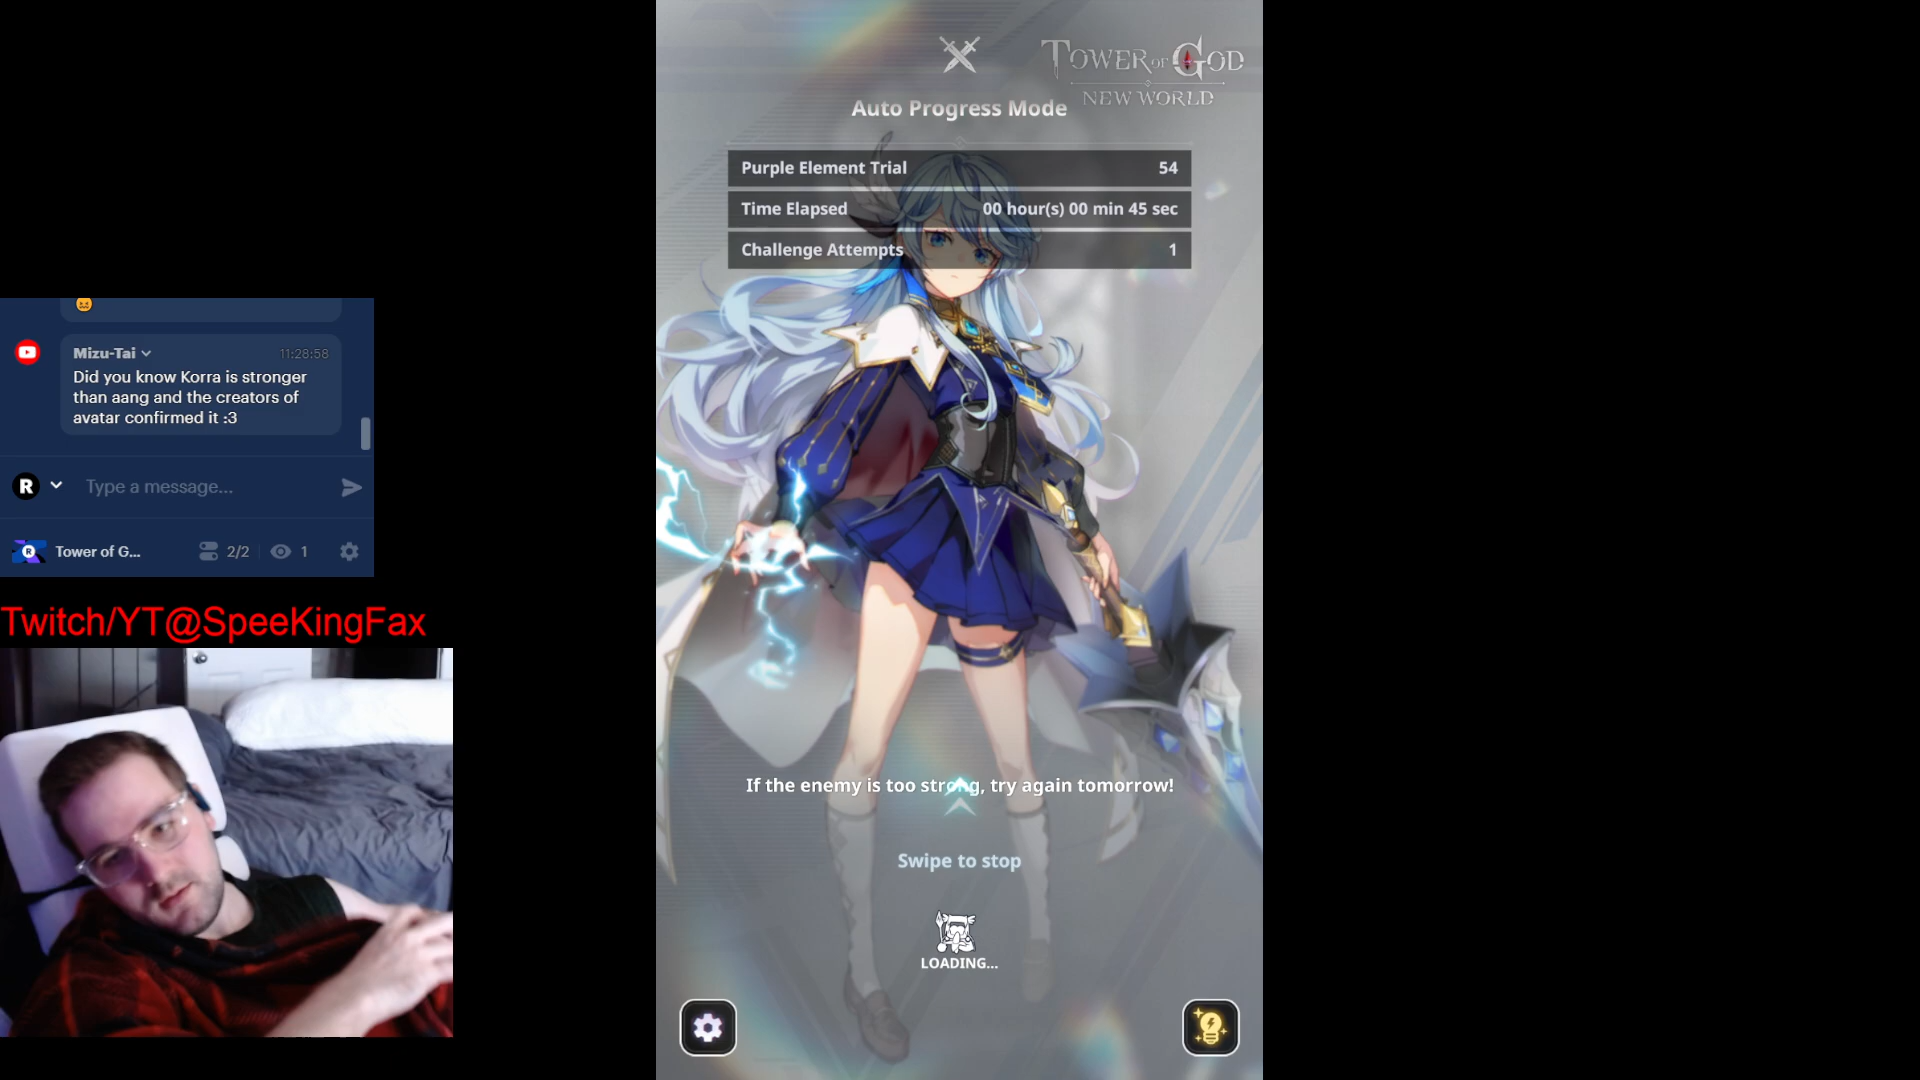 TOWER OF GOD
NEW WORLD
Auto Progress Mode
Purple Element Trial 54
Time Elapsed 00 hour(s) 00 min 45 sec
Challenge Attempts 1
Mizu-Tai 11:28:58
Did you know Korra is stronger
than aang and the creators of
avatar confirmed it :3
R Type a message...
R Tower of G... 2/2 1
Twitch/YT@SpeeKingFax
If the enemy is too strong, try again tomorrow!
Swipe to stop
LOADING...